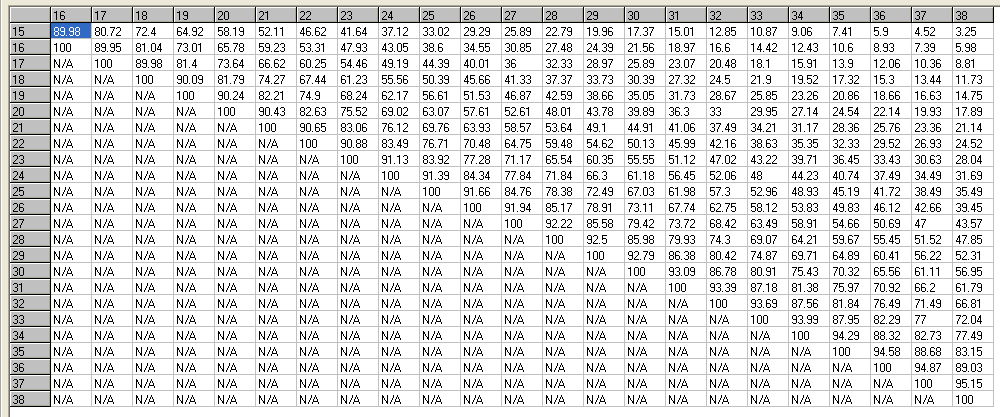 16 17 18 19 20 21 22 23 24 25 26 27 28 29 30 31 32 33 34 35 36 37 38
15 89.98 80.72 72.4 64.92 58.19 52.11 46.62 41.64 37.12 33.02 29.29 25.89 22.79 19.96 17.37 15.01 12.85 10.87 9.06 7.41 5.9 4.52 3.25
16 100 89.95 81.04 73.01 65.78 59.23 53.31 47.93 43.05 38.6 34.55 30.85 27.48 24.39 21.56 18.97 16.6 14.42 12.43 10.6 8.93 7.39 5.98
17 N/A 100 89.98 81.4 73.64 66.62 60.25 54.46 49.19 44.39 40.01 36 32.33 28.97 25.89 23.07 20.48 18.1 15.91 13.9 12.06 10.36 8.81
18 N/A N/A 100 90.09 81.79 74.27 67.44 61.23 55.56 50.39 45.66 41.33 37.37 33.73 30.39 27.32 24.5 21.9 19.52 17.32 15.3 13.44 11.73
19 N/A N/A N/A 100 90.24 82.21 74.9 68.24 62.17 56.61 51.53 46.87 42.59 38.66 35.05 31.73 28.67 25.85 23.26 20.86 18.66 16.63 14.75
20 N/A N/A N/A N/A 100 90.43 82.63 75.52 69.02 63.07 57.61 52.61 48.01 43.78 39.89 36.3 33 29.95 27.14 24.54 22.14 19.93 17.89
21 N/A N/A N/A N/A N/A 100 90.65 83.06 76.12 69.76 63.93 58.57 53.64 49.1 44.91 41.06 37.49 34.21 31.17 28.36 25.76 23.36 21.14
22 N/A N/A N/A N/A N/A N/A 100 90.88 83.49 76.71 70.48 64.75 59.48 54.62 50.13 45.99 42.16 38.63 35.35 32.33 29.52 26.93 24.52
23 N/A N/A N/A N/A N/A N/A N/A 100 91.13 83.92 77.28 71.17 65.54 60.35 55.55 51.12 47.02 43.22 39.71 36.45 33.43 30.63 28.04
24 N/A N/A N/A N/A N/A N/A N/A N/A 100 91.39 84.34 77.84 71.84 66.3 61.18 56.45 52.06 48 44.23 40.74 37.49 34.49 31.69
25 N/A N/A N/A N/A N/A N/A N/A N/A N/A 100 91.66 84.76 78.38 72.49 67.03 61.98 57.3 52.96 48.93 45.19 41.72 38.49 35.49
26 N/A N/A N/A N/A N/A N/A N/A N/A N/A N/A 100 91.94 85.17 78.91 73.11 67.74 62.75 58.12 53.83 49.83 46.12 42.66 39.45
27 N/A N/A N/A N/A N/A N/A N/A N/A N/A N/A N/A 100 92.22 85.58 79.42 73.72 68.42 63.49 58.91 54.66 50.69 47 43.57
28 N/A N/A N/A N/A N/A N/A N/A N/A N/A N/A N/A N/A 100 92.5 85.98 79.93 74.3 69.07 64.21 59.67 55.45 51.52 47.85
29 N/A N/A N/A N/A N/A N/A N/A N/A N/A N/A N/A N/A N/A 100 92.79 86.38 80.42 74.87 69.71 64.89 60.41 56.22 52.31
30 N/A N/A N/A N/A N/A N/A N/A N/A N/A N/A N/A N/A N/A N/A 100 93.09 86.78 80.91 75.43 70.32 65.56 61.11 56.95
31 N/A N/A N/A N/A N/A N/A N/A N/A N/A N/A N/A N/A N/A N/A N/A 100 93.39 87.18 81.38 75.97 70.92 66.2 61.79
32 N/A N/A N/A N/A N/A N/A N/A N/A N/A N/A N/A N/A N/A N/A N/A N/A 100 93.69 87.56 81.84 76.49 71.49 66.81
33 N/A N/A N/A N/A N/A N/A N/A N/A N/A N/A N/A N/A N/A N/A N/A N/A N/A 100 93.99 87.95 82.29 77 72.04
34 N/A N/A N/A N/A N/A N/A N/A N/A N/A N/A N/A N/A N/A N/A N/A N/A N/A N/A 100 94.29 88.32 82.73 77.49
35 N/A N/A N/A N/A N/A N/A N/A N/A N/A N/A N/A N/A N/A N/A N/A N/A N/A N/A N/A 100 94.58 88.68 83.15
36 N/A N/A N/A N/A N/A N/A N/A N/A N/A N/A N/A N/A N/A N/A N/A N/A N/A N/A N/A N/A 100 94.87 89.03
37 N/A N/A N/A N/A N/A N/A N/A N/A N/A N/A N/A N/A N/A N/A N/A N/A N/A N/A N/A N/A N/A 100 95.15
38 N/A N/A N/A N/A N/A N/A N/A N/A N/A N/A N/A N/A N/A N/A N/A N/A N/A N/A N/A N/A N/A N/A 100